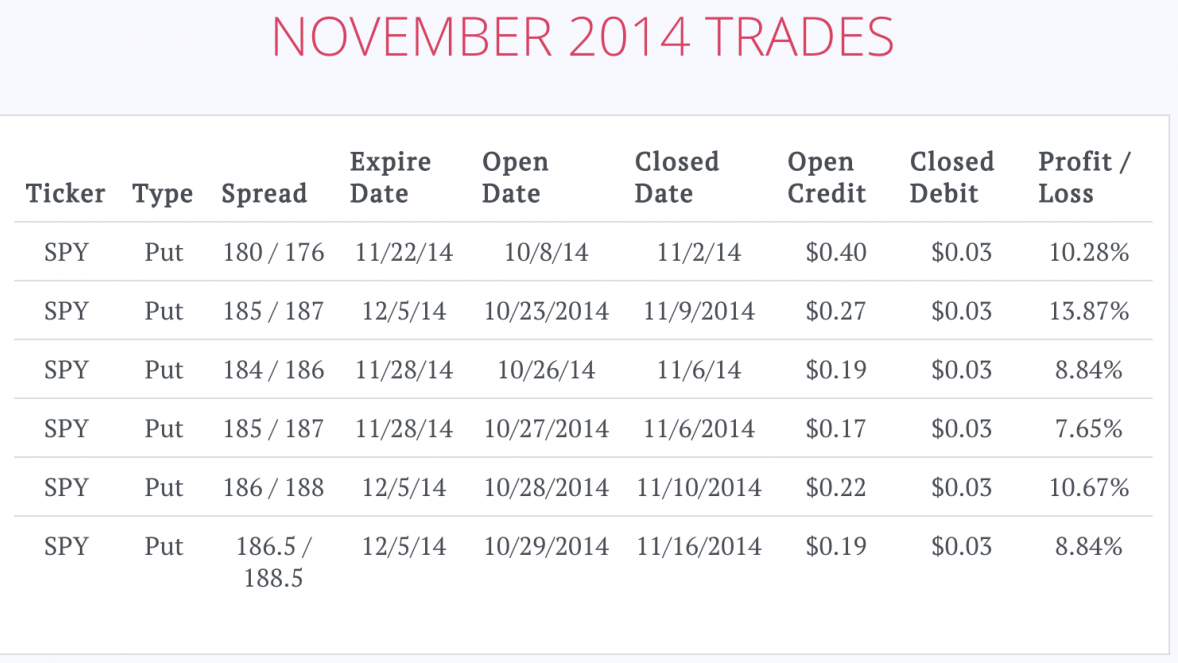 NOVEMBER 2014 TRADES
Ticker Type Spread Expire Date Open Date Closed Date Open Credit Closed Debit Profit / Loss
SPY Put 180 / 176 11/22/14 10/8/14 11/2/14 $0.40 $0.03 10.28%
SPY Put 185 / 187 12/5/14 10/23/2014 11/9/2014 $0.27 $0.03 13.87%
SPY Put 184 / 186 11/28/14 10/26/14 11/6/14 $0.19 $0.03 8.84%
SPY Put 185 / 187 11/28/14 10/27/2014 11/6/2014 $0.17 $0.03 7.65%
SPY Put 186 / 188 12/5/14 10/28/2014 11/10/2014 $0.22 $0.03 10.67%
SPY Put 186.5 / 188.5 12/5/14 10/29/2014 11/16/2014 $0.19 $0.03 8.84%